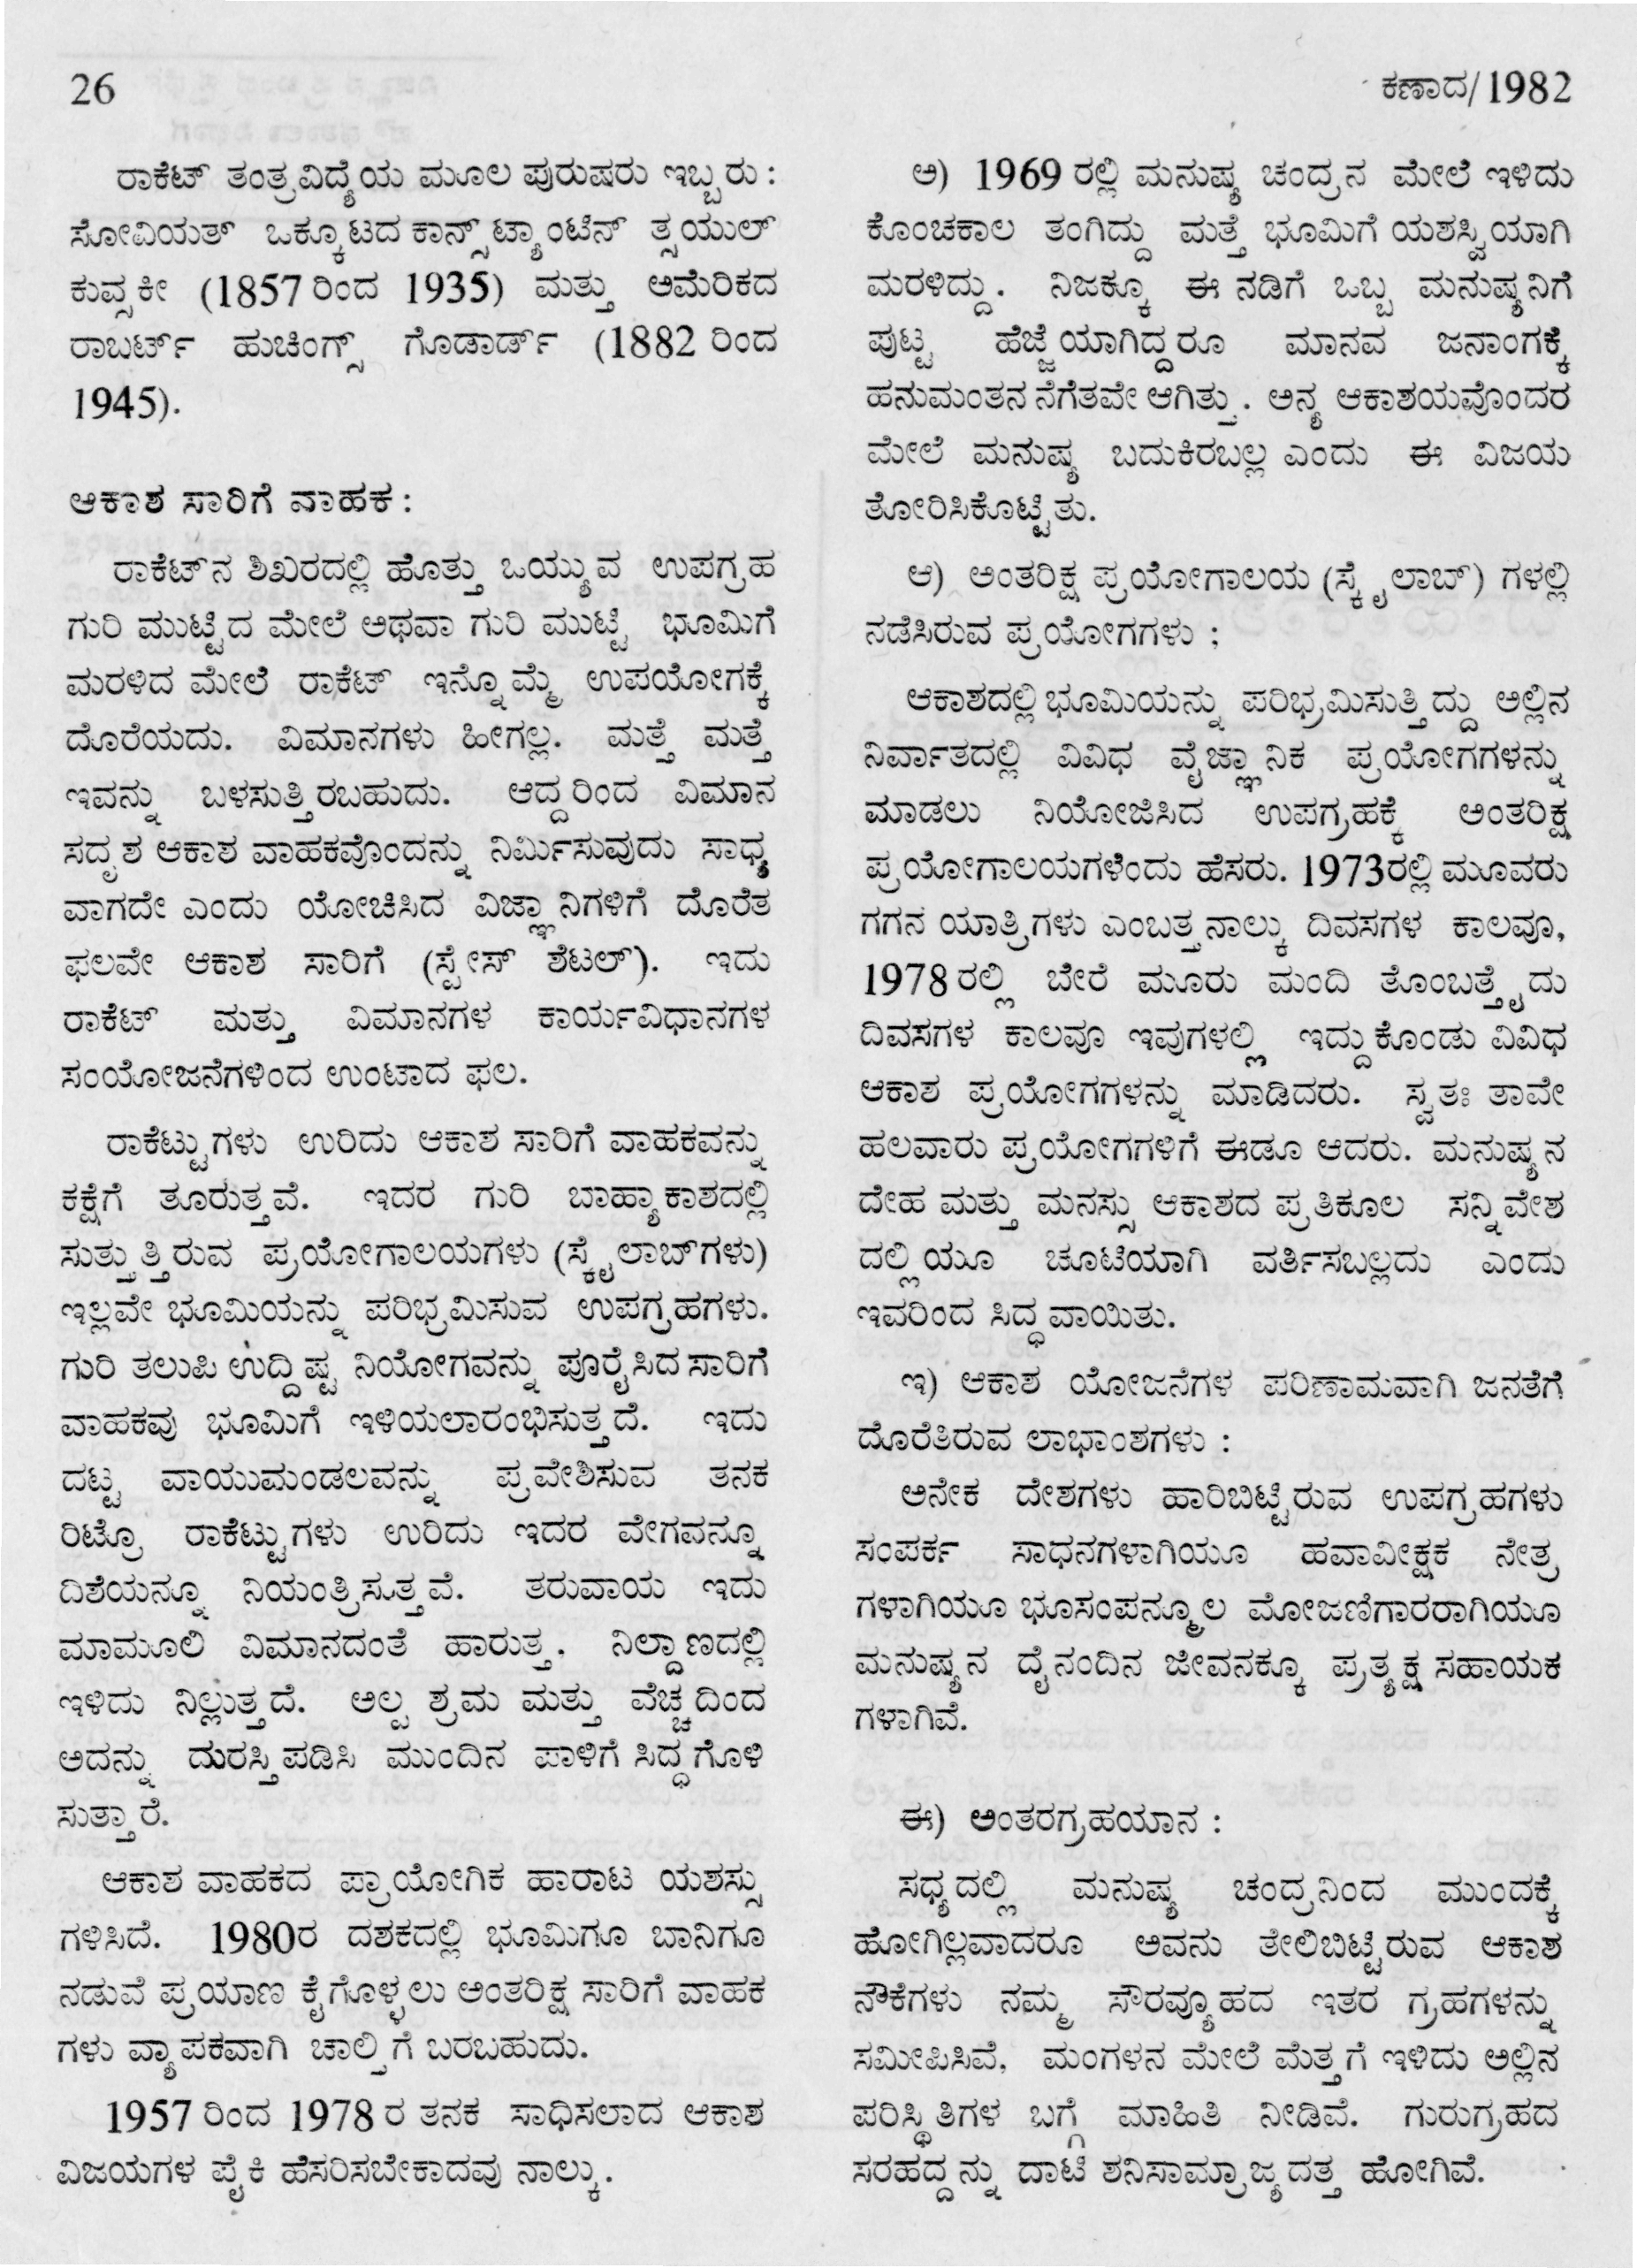 26
ಕಣಾದ/1982
ರಾಕೆಟ್ ತಂತ್ರವಿದ್ಯೆಯ ಮೂಲ ಪುರುಷರು ಇಬ್ಬರು :
ಸೋವಿಯತ್ ಒಕ್ಕೂಟದ ಕಾನ್ಸ್‌ಟ್ಯಾಂಟಿನ್ ತ್ಸಯುಲ್
ಕುವ್ಸಕೀ (1857 ರಿಂದ 1935) ಮತ್ತು ಅಮೆರಿಕದ
ರಾಬರ್ಟ್ ಹುಚಿಂಗ್ಸ್ ಗೊಡಾರ್ಡ್ (1882 ರಿಂದ
1945).
ಆಕಾಶ ಸಾರಿಗೆ ವಾಹಕ :
ರಾಕೆಟ್‌ನ ಶಿಖರದಲ್ಲಿ ಹೊತ್ತು ಒಯ್ಯುವ ಉಪಗ್ರಹ
ಗುರಿ ಮುಟ್ಟಿದ ಮೇಲೆ ಅಥವಾ ಗುರಿ ಮುಟ್ಟಿ ಭೂಮಿಗೆ
ಮರಳಿದ ಮೇಲೆ ರಾಕೆಟ್ ಇನ್ನೊಮ್ಮೆ ಉಪಯೋಗಕ್ಕೆ
ದೊರೆಯದು. ವಿಮಾನಗಳು ಹೀಗಲ್ಲ. ಮತ್ತೆ ಮತ್ತೆ
ಇವನ್ನು ಬಳಸುತ್ತಿರಬಹುದು. ಆದ್ದರಿಂದ ವಿಮಾನ
ಸದೃಶ ಆಕಾಶ ವಾಹಕವೊಂದನ್ನು ನಿರ್ಮಿಸುವುದು ಸಾಧ್ಯ
ವಾಗದೇ ಎಂದು ಯೋಚಿಸಿದ ವಿಜ್ಞಾನಿಗಳಿಗೆ ದೊರೆತ
ಫಲವೇ ಆಕಾಶ ಸಾರಿಗೆ (ಸ್ಪೇಸ್ ಶೆಟಲ್). ಇದು
ರಾಕೆಟ್ ಮತ್ತು ವಿಮಾನಗಳ ಕಾರ್ಯವಿಧಾನಗಳ
ಸಂಯೋಜನೆಗಳಿಂದ ಉಂಟಾದ ಫಲ.
ರಾಕೆಟ್ಟುಗಳು ಉರಿದು ಆಕಾಶ ಸಾರಿಗೆ ವಾಹಕವನ್ನು
ಕಕ್ಷೆಗೆ ತೂರುತ್ತವೆ. ಇದರ ಗುರಿ ಬಾಹ್ಯಾಕಾಶದಲ್ಲಿ
ಸುತ್ತುತ್ತಿರುವ ಪ್ರಯೋಗಾಲಯಗಳು (ಸ್ಕೈಲಾಬ್‌ಗಳು)
ಇಲ್ಲವೇ ಭೂಮಿಯನ್ನು ಪರಿಭ್ರಮಿಸುವ ಉಪಗ್ರಹಗಳು.
ಗುರಿ ತಲುಪಿ ಉದ್ದಿಷ್ಟ ನಿಯೋಗವನ್ನು ಪೂರೈಸಿದ ಸಾರಿಗೆ
ವಾಹಕವು ಭೂಮಿಗೆ ಇಳಿಯಲಾರಂಭಿಸುತ್ತದೆ. ಇದು
ದಟ್ಟ ವಾಯುಮಂಡಲವನ್ನು ಪ್ರವೇಶಿಸುವ ತನಕ
ರಿಟ್ರೊ ರಾಕೆಟ್ಟುಗಳು ಉರಿದು ಇದರ ವೇಗವನ್ನೂ
ದಿಶೆಯನ್ನೂ ನಿಯಂತ್ರಿಸುತ್ತವೆ. ತರುವಾಯ ಇದು
ಮಾಮೂಲಿ ವಿಮಾನದಂತೆ ಹಾರುತ್ತ. ನಿಲ್ದಾಣದಲ್ಲಿ
ಇಳಿದು ನಿಲ್ಲುತ್ತದೆ. ಅಲ್ಪ ಶ್ರಮ ಮತ್ತು ವೆಚ್ಚದಿಂದ
ಅದನ್ನು ದುರಸ್ತಿಪಡಿಸಿ ಮುಂದಿನ ಪಾಳಿಗೆ ಸಿದ್ಧಗೊಳಿ
ಸುತ್ತಾರೆ.
ಆಕಾಶ ವಾಹಕದ ಪ್ರಾಯೋಗಿಕ ಹಾರಾಟ ಯಶಸ್ಸು
ಗಳಿಸಿದೆ. 1980ರ ದಶಕದಲ್ಲಿ ಭೂಮಿಗೂ ಬಾನಿಗೂ
ನಡುವೆ ಪ್ರಯಾಣ ಕೈಗೊಳ್ಳಲು ಅಂತರಿಕ್ಷ ಸಾರಿಗೆ ವಾಹಕ
ಗಳು ವ್ಯಾಪಕವಾಗಿ ಚಾಲ್ತಿಗೆ ಬರಬಹುದು.
1957 ರಿಂದ 1978 ರ ತನಕ ಸಾಧಿಸಲಾದ ಆಕಾಶ
ವಿಜಯಗಳ ಪೈಕಿ ಹೆಸರಿಸಬೇಕಾದವು ನಾಲ್ಕು.
ಅ) 1969 ರಲ್ಲಿ ಮನುಷ್ಯ ಚಂದ್ರನ ಮೇಲೆ ಇಳಿದು
ಕೊಂಚಕಾಲ ತಂಗಿದ್ದು ಮತ್ತೆ ಭೂಮಿಗೆ ಯಶಸ್ವಿಯಾಗಿ
ಮರಳಿದ್ದು. ನಿಜಕ್ಕೂ ಈ ನಡಿಗೆ ಒಬ್ಬ ಮನುಷ್ಯನಿಗೆ
ಪುಟ್ಟ ಹೆಜ್ಜೆಯಾಗಿದ್ದರೂ ಮಾನವ ಜನಾಂಗಕ್ಕೆ
ಹನುಮಂತನ ನೆಗೆತವೇ ಆಗಿತ್ತು. ಅನ್ಯ ಆಕಾಶಯವೊಂದರ
ಮೇಲೆ ಮನುಷ್ಯ ಬದುಕಿರಬಲ್ಲ ಎಂದು ಈ ವಿಜಯ
ತೋರಿಸಿಕೊಟ್ಟಿತು.
ಆ) ಅಂತರಿಕ್ಷ ಪ್ರಯೋಗಾಲಯ (ಸ್ಕೈಲಾಬ್) ಗಳಲ್ಲಿ
ನಡೆಸಿರುವ ಪ್ರಯೋಗಗಳು ;
ಆಕಾಶದಲ್ಲಿ ಭೂಮಿಯನ್ನು ಪರಿಭ್ರಮಿಸುತ್ತಿದ್ದು ಅಲ್ಲಿನ
ನಿರ್ವಾತದಲ್ಲಿ ವಿವಿಧ ವೈಜ್ಞಾನಿಕ ಪ್ರಯೋಗಗಳನ್ನು
ಮಾಡಲು ನಿಯೋಜಿಸಿದ ಉಪಗ್ರಹಕ್ಕೆ ಅಂತರಿಕ್ಷ
ಪ್ರಯೋಗಾಲಯಗಳೆಂದು ಹೆಸರು. 1973ರಲ್ಲಿ ಮೂವರು
ಗಗನ ಯಾತ್ರಿಗಳು ಎಂಬತ್ತನಾಲ್ಕು ದಿವಸಗಳ ಕಾಲವೂ,
1978 ರಲ್ಲಿ ಬೇರೆ ಮೂರು ಮಂದಿ ತೊಂಬತ್ತೈದು
ದಿವಸಗಳ ಕಾಲವೂ ಇವುಗಳಲ್ಲಿ ಇದ್ದುಕೊಂಡು ವಿವಿಧ
ಆಕಾಶ ಪ್ರಯೋಗಗಳನ್ನು ಮಾಡಿದರು. ಸ್ವತಃ ತಾವೇ
ಹಲವಾರು ಪ್ರಯೋಗಗಳಿಗೆ ಈಡೂ ಆದರು. ಮನುಷ್ಯನ
ದೇಹ ಮತ್ತು ಮನಸ್ಸು ಆಕಾಶದ ಪ್ರತಿಕೂಲ ಸನ್ನಿವೇಶ
ದಲ್ಲಿಯೂ ಚೂಟಿಯಾಗಿ ವರ್ತಿಸಬಲ್ಲದು ಎಂದು
ಇವರಿಂದ ಸಿದ್ಧವಾಯಿತು.
ಇ) ಆಕಾಶ ಯೋಜನೆಗಳ ಪರಿಣಾಮವಾಗಿ ಜನತೆಗೆ
ದೊರೆತಿರುವ ಲಾಭಾಂಶಗಳು :
ಅನೇಕ ದೇಶಗಳು ಹಾರಿಬಿಟ್ಟಿರುವ ಉಪಗ್ರಹಗಳು
ಸಂಪರ್ಕ ಸಾಧನಗಳಾಗಿಯೂ ಹವಾವೀಕ್ಷಕ ನೇತ್ರ
ಗಳಾಗಿಯೂ ಭೂಸಂಪನ್ಮೂಲ ಮೋಜಣಿಗಾರರಾಗಿಯೂ
ಮನುಷ್ಯನ ದೈನಂದಿನ ಜೀವನಕ್ಕೂ ಪ್ರತ್ಯಕ್ಷ ಸಹಾಯಕ
ಗಳಾಗಿವೆ.
ಈ) ಅಂತರಗ್ರಹಯಾನ :
ಸಧ್ಯದಲ್ಲಿ ಮನುಷ್ಯ ಚಂದ್ರನಿಂದ ಮುಂದಕ್ಕೆ
ಹೋಗಿಲ್ಲವಾದರೂ ಅವನು ತೇಲಿಬಿಟ್ಟಿರುವ ಆಕಾಶ
ನೌಕೆಗಳು ನಮ್ಮ ಸೌರವ್ಯೂಹದ ಇತರ ಗ್ರಹಗಳನ್ನು
ಸಮೀಪಿಸಿವೆ, ಮಂಗಳನ ಮೇಲೆ ಮೆತ್ತಗೆ ಇಳಿದು ಅಲ್ಲಿನ
ಪರಿಸ್ಥಿತಿಗಳ ಬಗ್ಗೆ ಮಾಹಿತಿ ನೀಡಿವೆ. ಗುರುಗ್ರಹದ
ಸರಹದ್ದನ್ನು ದಾಟಿ ಶನಿಸಾಮ್ರಾಜ್ಯದತ್ತ ಹೋಗಿವೆ.